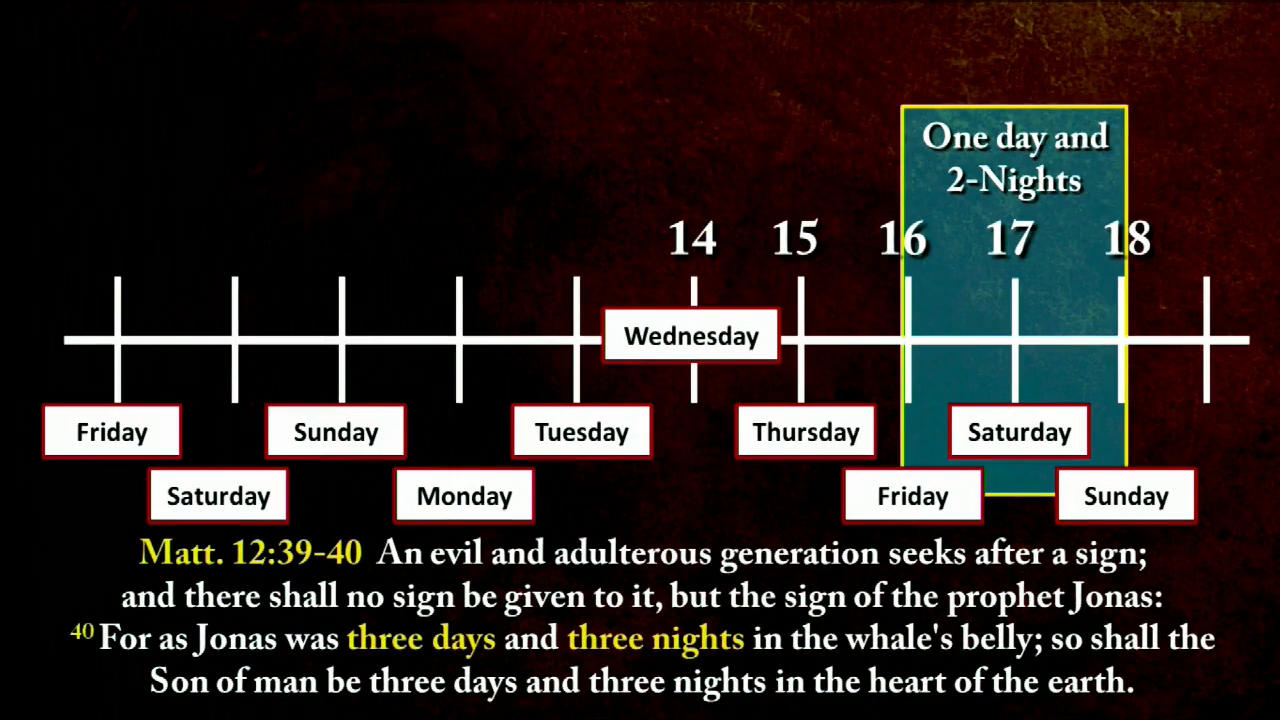 One day and
2-Nights
14 15 16 17 18
Wednesday
Friday Sunday Tuesday Thursday Saturday
Saturday Monday Friday Sunday
Matt. 12:39-40 An evil and adulterous generation seeks after a sign;
and there shall no sign be given to it, but the sign of the prophet Jonas:
40 For as Jonas was three days and three nights in the whale's belly; so shall the
Son of man be three days and three nights in the heart of the earth.